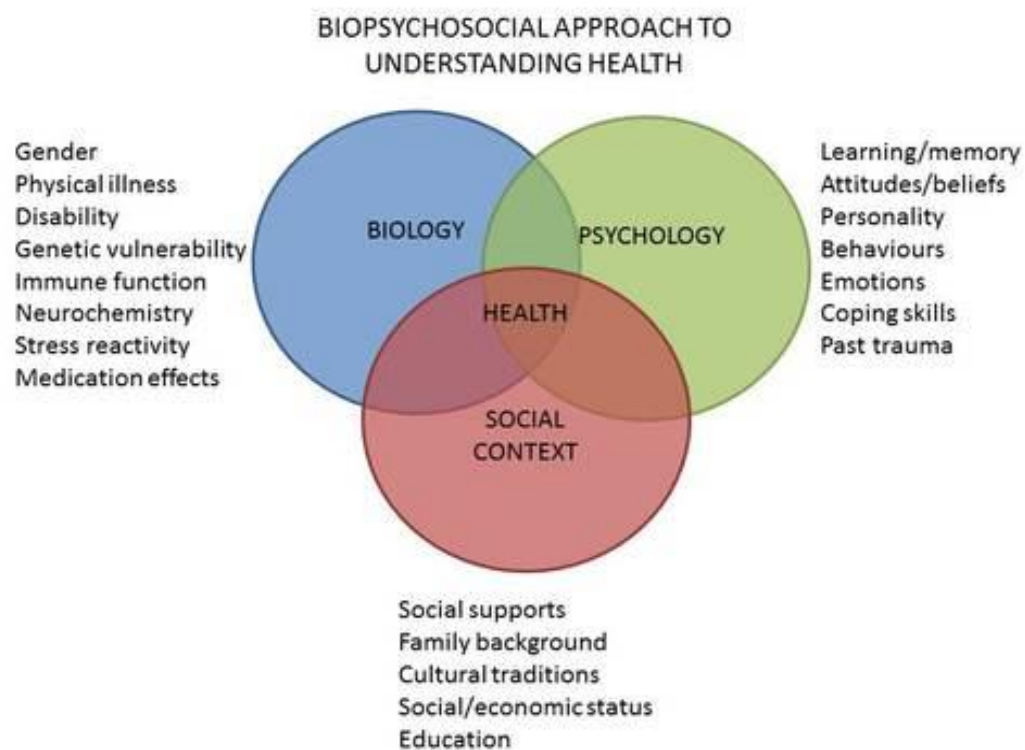 BIOPSYCHOSOCIAL APPROACH TO
UNDERSTANDING HEALTH
Gender
Physical illness
Disability
Genetic vulnerability
Immune function
Neurochemistry
Stress reactivity
Medication effects
BIOLOGY
PSYCHOLOGY
HEALTH
SOCIAL
CONTEXT
Learning/memory
Attitudes/beliefs
Personality
Behaviours
Emotions
Coping skills
Past trauma
Social supports
Family background
Cultural traditions
Social/economic status
Education